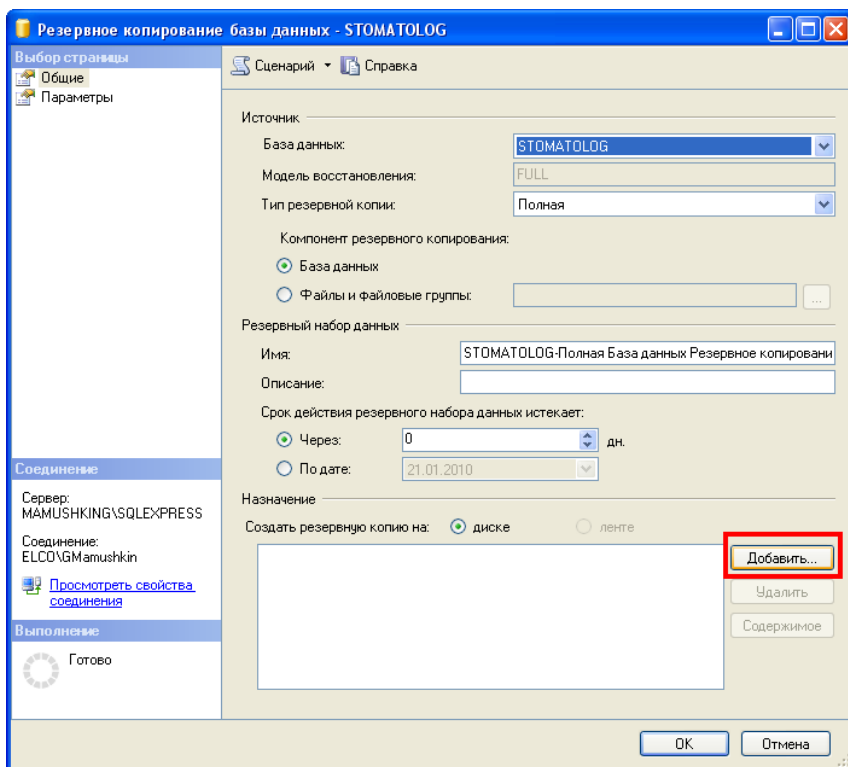 Резервное копирование базы данных - STOMATOLOG
Выбор страницы
Общие
Параметры
Сценарий Справка
Источник
База данных: STOMATOLOG
Модель восстановления: FULL
Тип резервной копии: Полная
Компонент резервного копирования:
База данных
Файлы и файловые группы: ...
Резервный набор данных
Имя: STOMATOLOG-Полная База данных Резервное копировани
Описание:
Срок действия резервного набора данных истекает:
Через: 0 дн.
По дате: 21.01.2010
Назначение
Создать резервную копию на: диске ленте
Добавить...
Удалить
Содержимое
Соединение
Сервер:
MAMUSHKING\SQLEXPRESS
Соединение:
ELCO\GMamushkin
Просмотреть свойства
соединения
Выполнение
Готово
OK Отмена